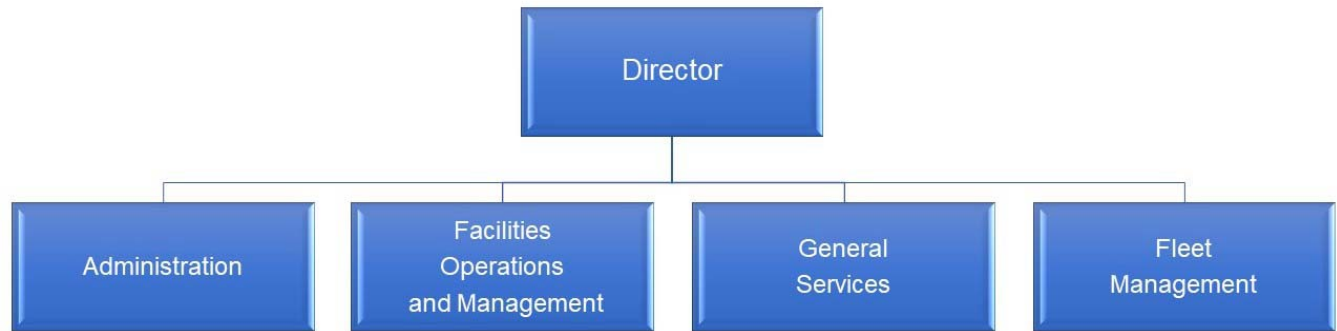 Director
Administration
Facilities
Operations
and Management
General
Services
Fleet
Management